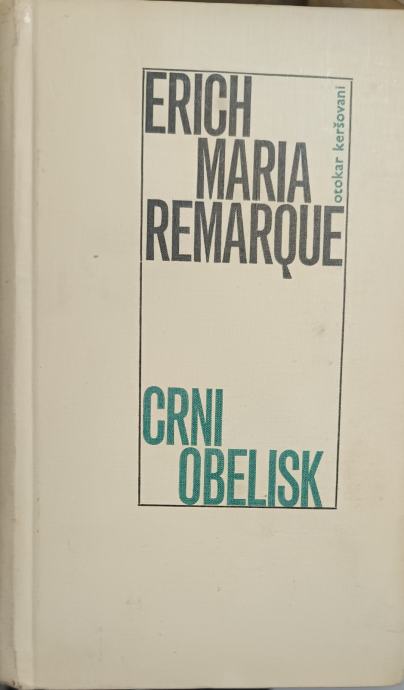 ERICH
MARIA
REMARQUE
otokar keršovani
CRNI
OBELISK